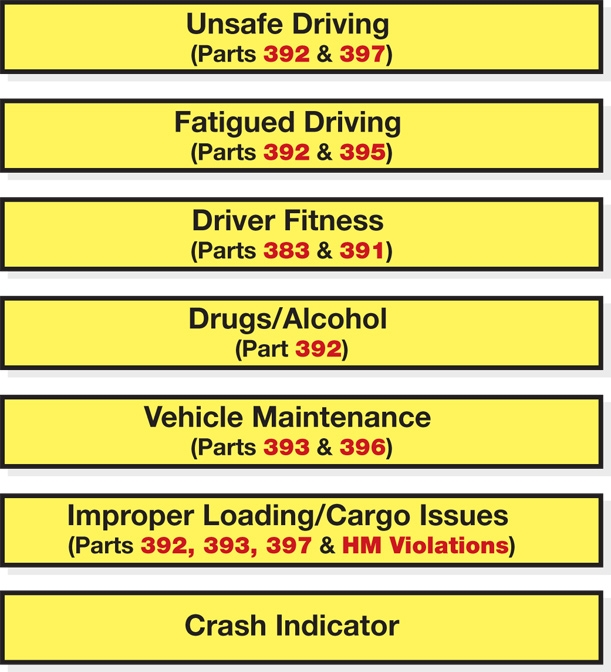 Unsafe Driving
(Parts 392 & 397)
Fatigued Driving
(Parts 392 & 395)
Driver Fitness
(Parts 383 & 391)
Drugs/Alcohol
(Part 392)
Vehicle Maintenance
(Parts 393 & 396)
Improper Loading/Cargo Issues
(Parts 392, 393, 397 & HM Violations)
Crash Indicator